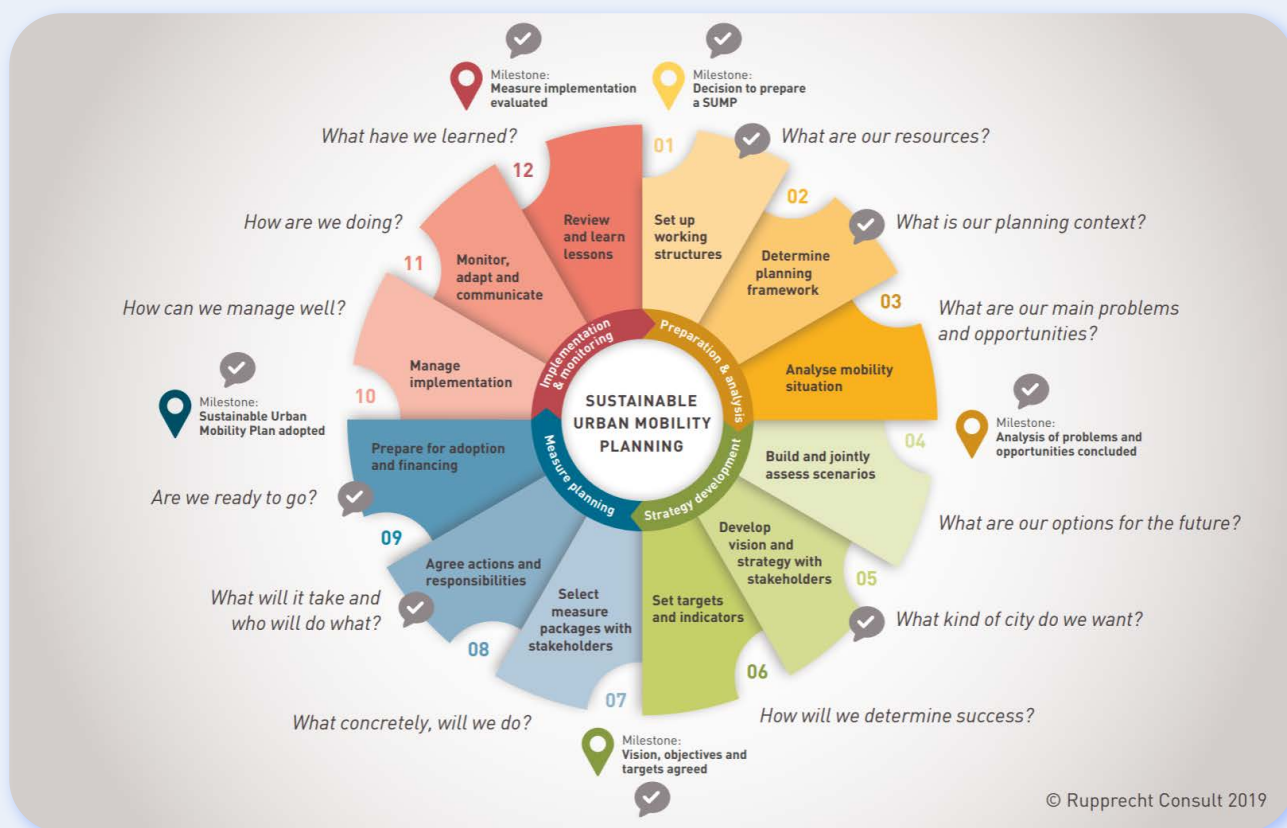 Milestone:
Measure implementation
evaluated
Milestone:
Decision to prepare
a SUMP
What have we learned?
What are our resources?
01
12
02
Review
and learn
lessons
Set up
working
structures
How are we doing?
What is our planning context?
11
Monitor,
adapt and
communicate
Determine
planning
framework
03
How can we manage well?
What are our main problems
and opportunities?
Implementation
& monitoring
Preparation & analysis
Manage
implementation
Analyse mobility
situation
10
Milestone:
Sustainable Urban
Mobility Plan adopted
SUSTAINABLE
URBAN MOBILITY
PLANNING
Milestone:
Analysis of problems and
opportunities concluded
04
Prepare for adoption
and financing
Build and jointly
assess scenarios
Measure planning
Strategy development
Are we ready to go?
What are our options for the future?
09
Agree actions and
responsibilities
Develop
vision and
strategy with
stakeholders
05
What will it take and
who will do what?
Select
measure
packages with
stakeholders
Set targets
and indicators
What kind of city do we want?
08
06
07
What concretely, will we do?
How will we determine success?
Milestone:
Vision, objectives and
targets agreed
© Rupprecht Consult 2019